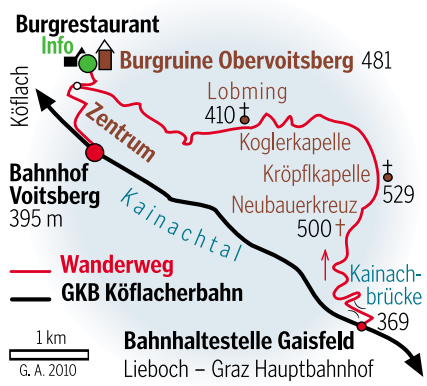 Burgrestaurant
Info
Burgruine Obervoitsberg 481
Köflach
Zentrum
Lobming
410
Koglerkapelle
Kröpflkapelle
529
Neubauerkreuz
500
Bahnhof
Voitsberg
395 m
Kainachtal
Kainach-
brücke
369
Wanderweg
GKB Köflacherbahn
1 km
G. A. 2010
Bahnhaltestelle Gaisfeld
Lieboch – Graz Hauptbahnhof